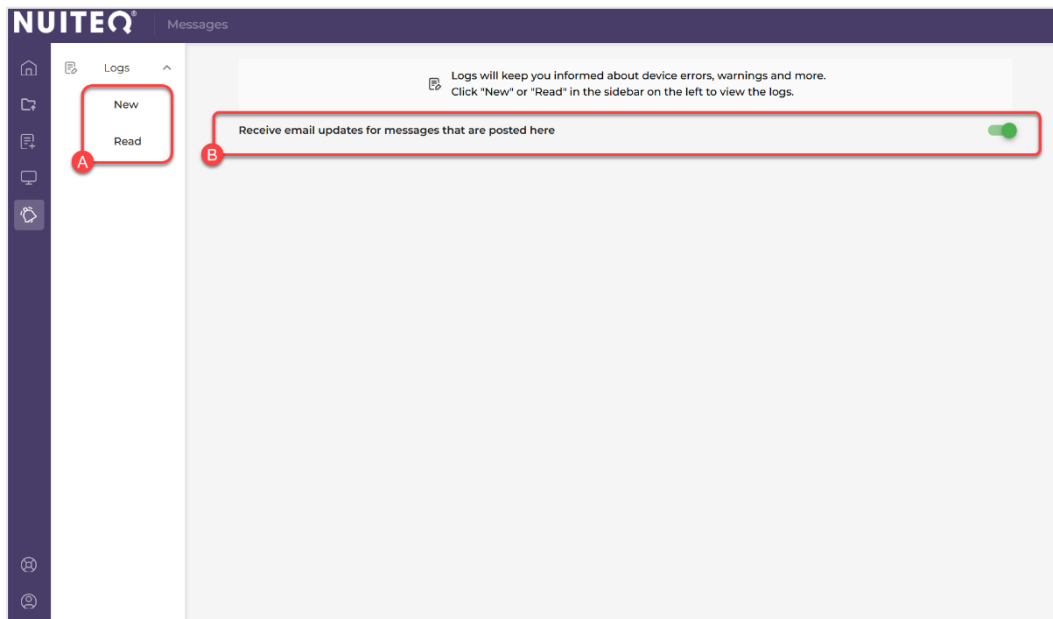 NUITEQ®
Messages
Logs
New
Read
A
Logs will keep you informed about device errors, warnings and more.
Click "New" or "Read" in the sidebar on the left to view the logs.
Receive email updates for messages that are posted here
B